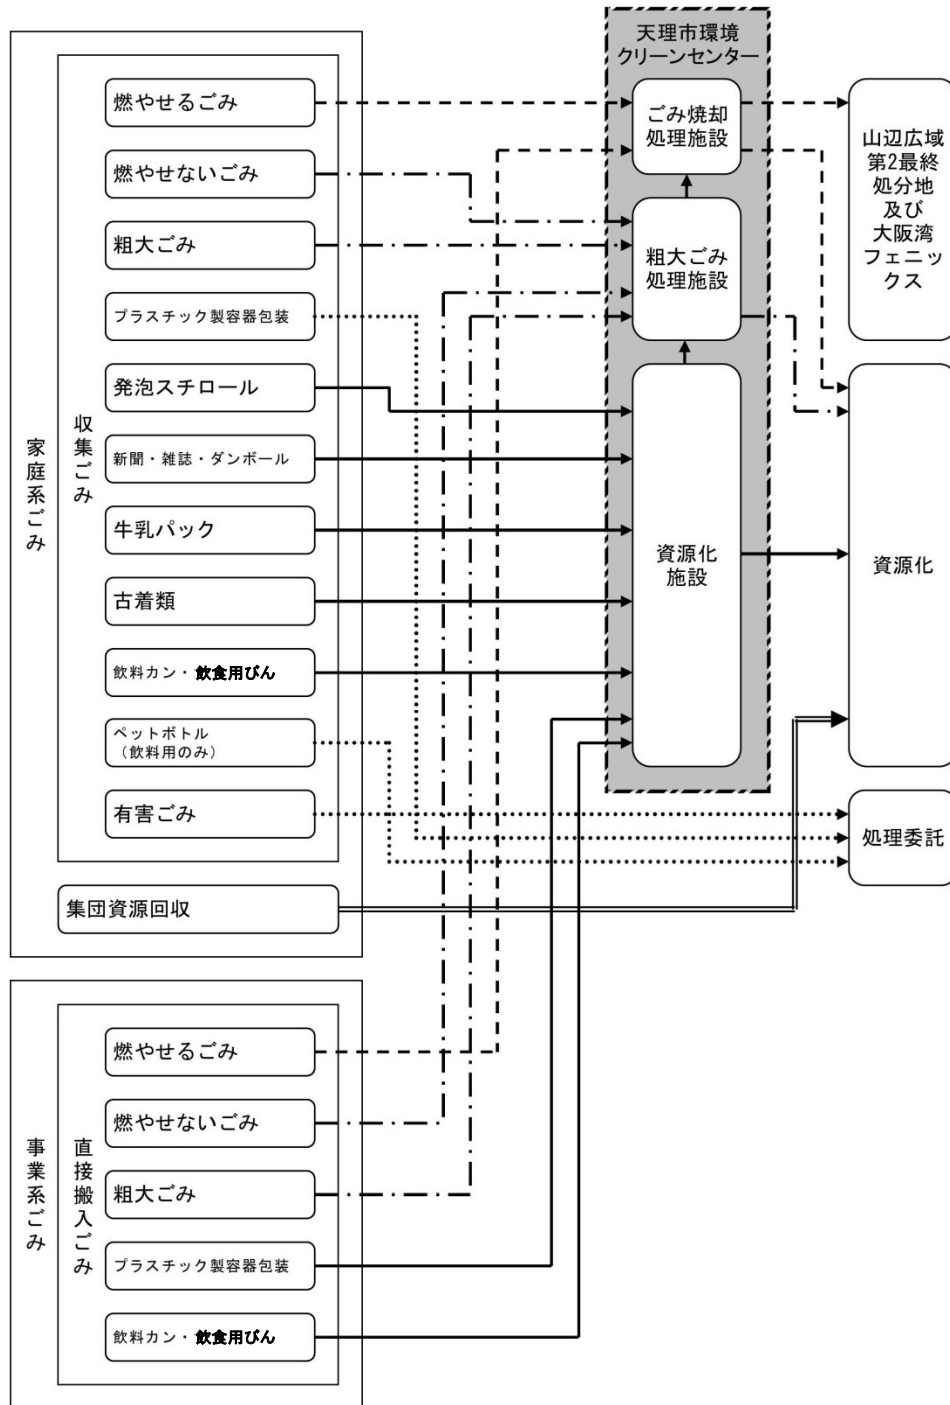 天理市環境
クリーンセンター
家庭系ごみ
収集ごみ
燃やせるごみ
燃やせないごみ
粗大ごみ
プラスチック製容器包装
発泡スチロール
新聞・雑誌・ダンボール
牛乳パック
古着類
飲料カン・飲食用びん
ペットボトル
（飲料用のみ）
有害ごみ
集団資源回収
ごみ焼却
処理施設
粗大ごみ
処理施設
資源化
施設
山辺広域
第2最終
処分地
及び
大阪湾
フェニッ
クス
資源化
処理委託
事業系ごみ
直接搬入ごみ
燃やせるごみ
燃やせないごみ
粗大ごみ
プラスチック製容器包装
飲料カン・飲食用びん